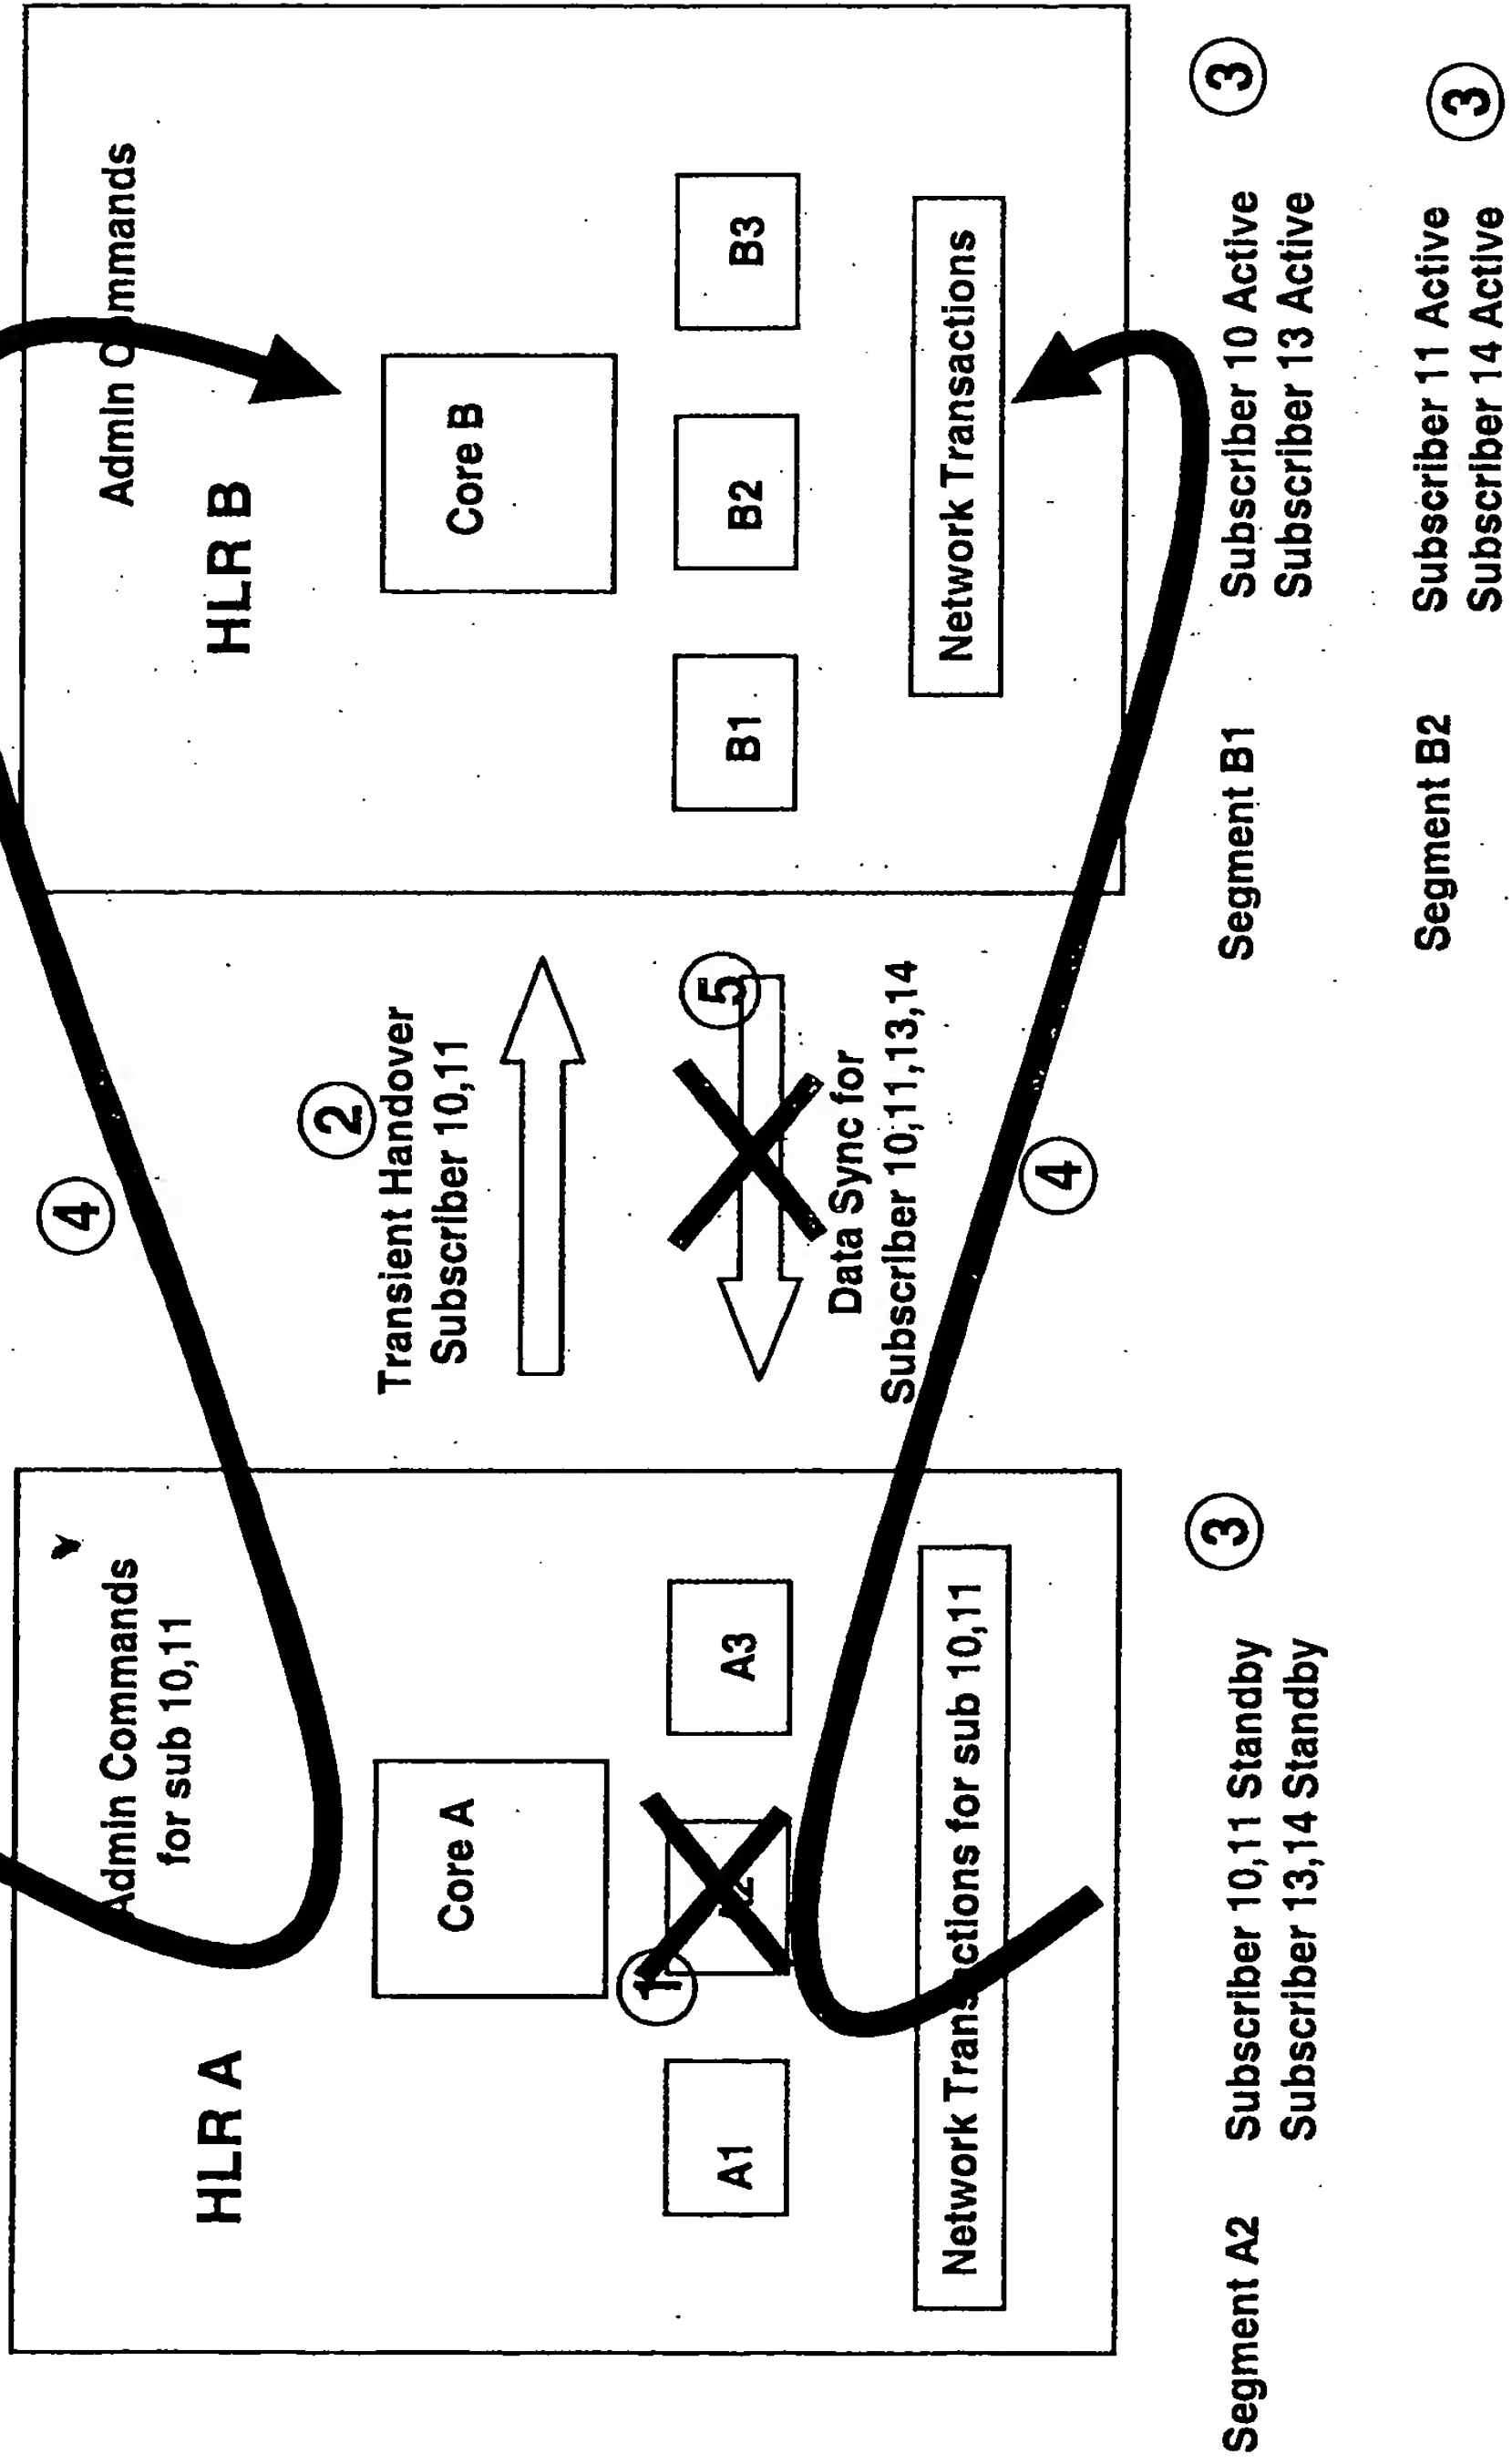 HLR A
Admin Commands
for sub 10,11
Core A
1
A1
A3
Network Transactions for sub 10,11
Segment A2
Subscriber 10,11 Standby
Subscriber 13,14 Standby
3
4
2
Transient Handover
Subscriber 10,11
5
Data Sync for
Subscriber 10,11,13,14
4
Admin Commands
HLR B
Core B
B1
B2
B3
Network Transactions
Segment B1
Subscriber 10 Active
Subscriber 13 Active
3
Segment B2
Subscriber 11 Active
Subscriber 14 Active
3